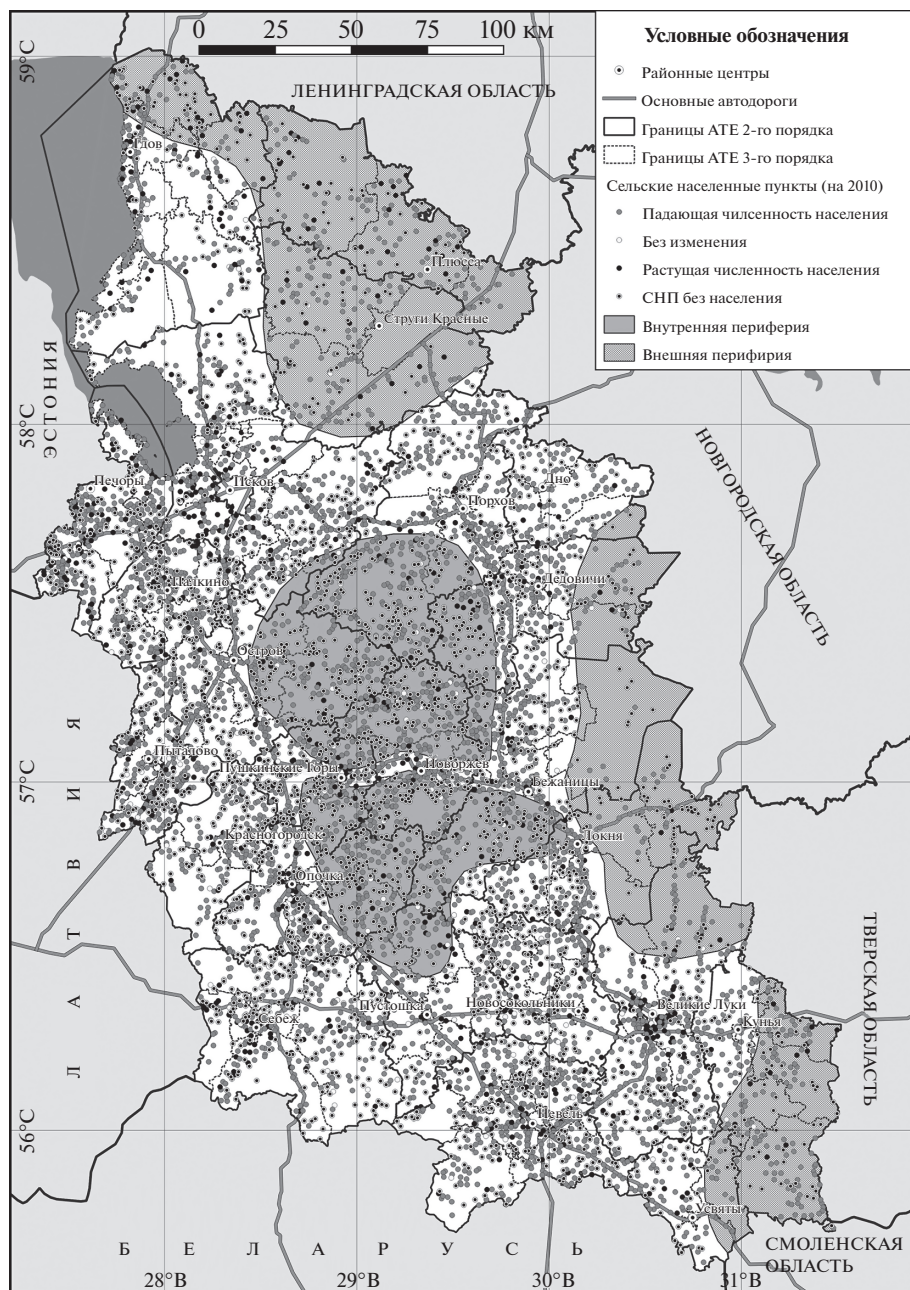 0 25 50 75 100 км
Условные обозначения
Районные центры
Основные автодороги
Границы АТЕ 2-го порядка
Границы АТЕ 3-го порядка
Сельские населенные пункты (на 2010)
Падающая чилсенность населения
Без изменения
Растущая численность населения
СНП без населения
Внутренняя периферия
Внешняя перифирия
59°С
58°С
57°С
56°С
ЛЕНИНГРАДСКАЯ ОБЛАСТЬ
ЭСТОНИЯ
НОВГОРОДСКАЯ ОБЛАСТЬ
ЛАТВИЯ
ТВЕРСКАЯ ОБЛАСТЬ
Гдов
Плюсса
Струги Красные
Печоры
Псков
Порхов
Дно
Палкино
Дедовичи
Остров
Пыталово
Пушкинские Горы
Новоржев
Бежаницы
Красногородск
Локня
Опочка
Пустошка
Новосокольники
Великие Луки
Кунья
Себеж
Невель
Усвяты
БЕЛАРУСЬ
СМОЛЕНСКАЯ
ОБЛАСТЬ
28°В
29°В
30°В
31°В